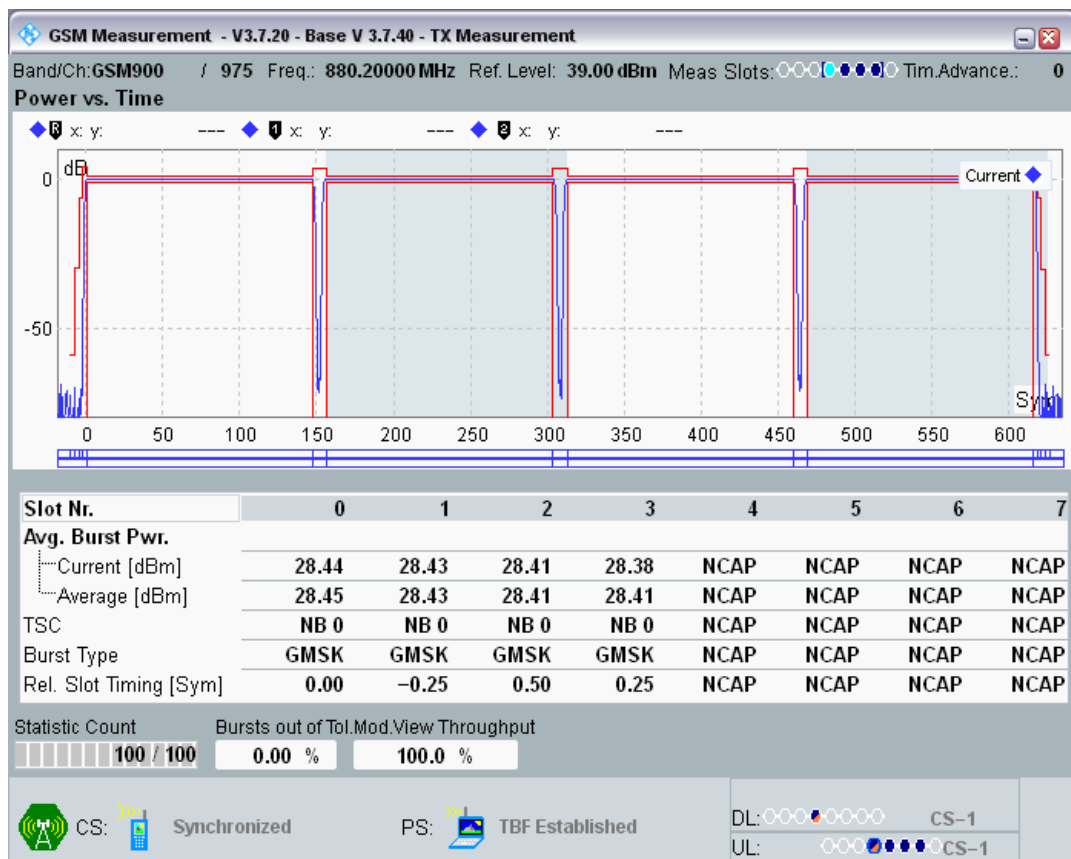 GSM Measurement - V3.7.20 - Base V 3.7.40 - TX Measurement
Band/Ch:GSM900 / 975 Freq.: 880.20000 MHz Ref. Level: 39.00 dBm Meas Slots: Tim.Advance.: 0
Power vs. Time
R x: y: --- 1 x: y: --- 2 x: y: ---
dB
Current
0
-50
Sym
0 50 100 150 200 250 300 350 400 450 500 550 600
Slot Nr. 0 1 2 3 4 5 6 7
Avg. Burst Pwr.
Current [dBm] 28.44 28.43 28.41 28.38 NCAP NCAP NCAP NCAP
Average [dBm] 28.45 28.43 28.41 28.41 NCAP NCAP NCAP NCAP
TSC NB 0 NB 0 NB 0 NB 0 NCAP NCAP NCAP NCAP
Burst Type GMSK GMSK GMSK GMSK NCAP NCAP NCAP NCAP
Rel. Slot Timing [Sym] 0.00 −0.25 0.50 0.25 NCAP NCAP NCAP NCAP
Statistic Count Bursts out of Tol. Mod.View Throughput
100 / 100 0.00 % 100.0 %
CS: Synchronized PS: TBF Established DL: CS−1
UL: CS−1